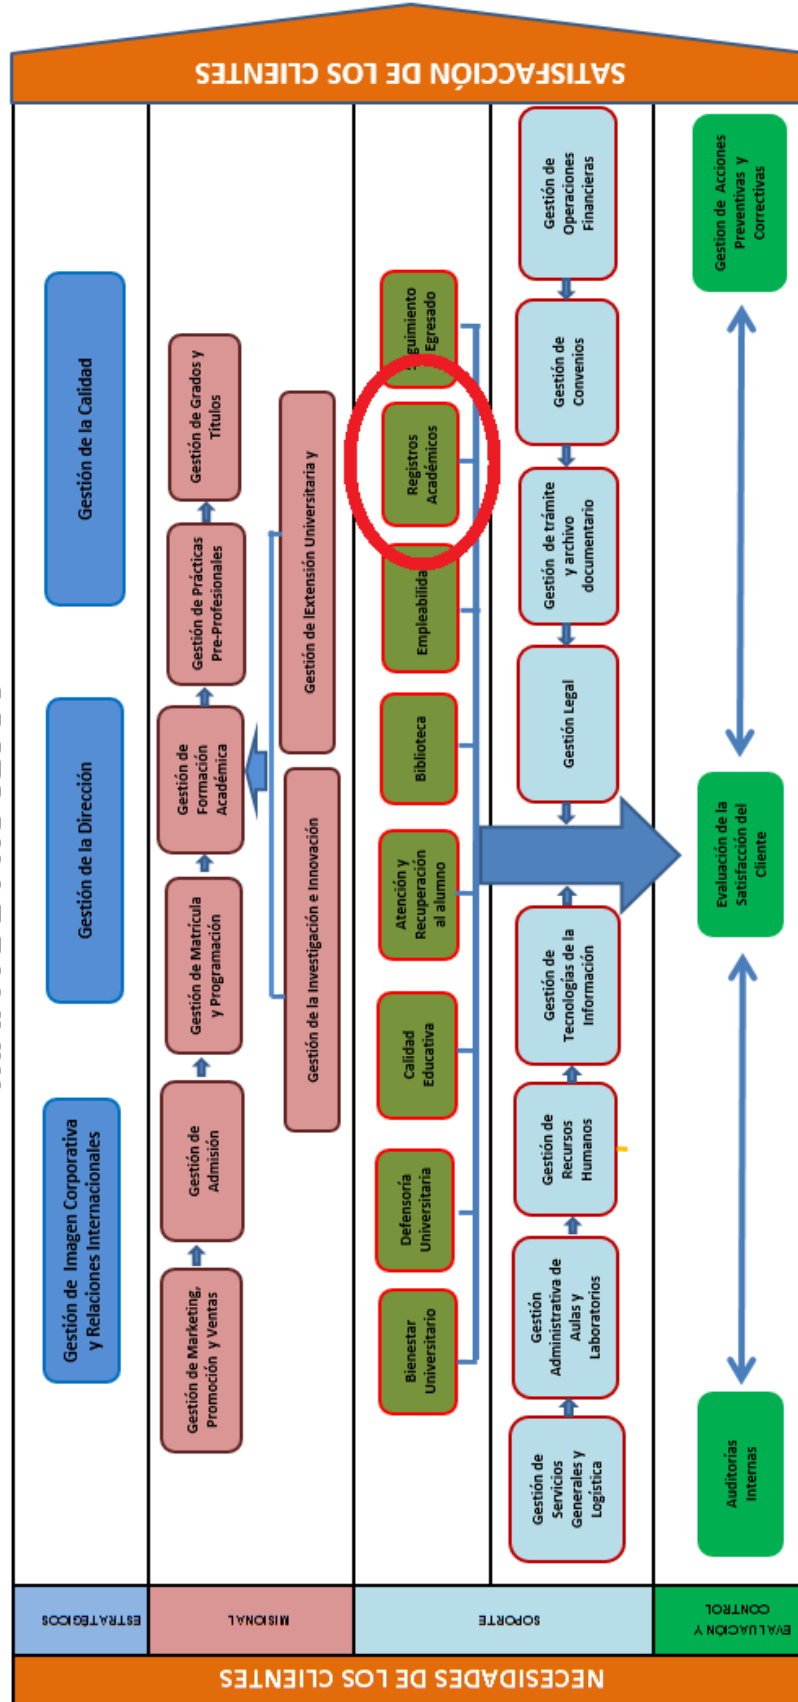 NECESIDADES DE LOS CLIENTES
SATISFACCIÓN DE LOS CLIENTES
ESTRATÉGICOS
Gestión de Imagen Corporativa
y Relaciones Internacionales
Gestión de la Dirección
Gestión de la Calidad
MISIONAL
Gestión de Marketing,
Promoción y Ventas
Gestión de
Admisión
Gestión de Matrícula
y Programación
Gestión de
Formación
Académica
Gestión de Prácticas
Pre-Profesionales
Gestión de Grados y
Titulos
Gestión de la Investigación e Innovación
Gestión de lExtensión Universitaria y
SOPORTE
Bienestar
Universitario
Defensoría
Universitaria
Calidad
Educativa
Atención y
Recuperación
al alumno
Biblioteca
Empleabilida
Registros
Académicos
guimiento
Egresado
Gestión de
Servicios
Generales y
Logística
Gestión
Administrativa de
Aulas y
Laboratorios
Gestión de
Recursos
Humanos
Gestión de
Tecnologías de la
Información
Gestión Legal
Gestión de trámite
y archivo
documentario
Gestión de
Convenios
Gestión de
Operaciones
Financieras
EVALUACIÓN Y
CONTROL
Auditorías
Internas
Evaluación de la
Satisfacción del
Cliente
Gestion de Acciones
Preventivas y
Correctivas